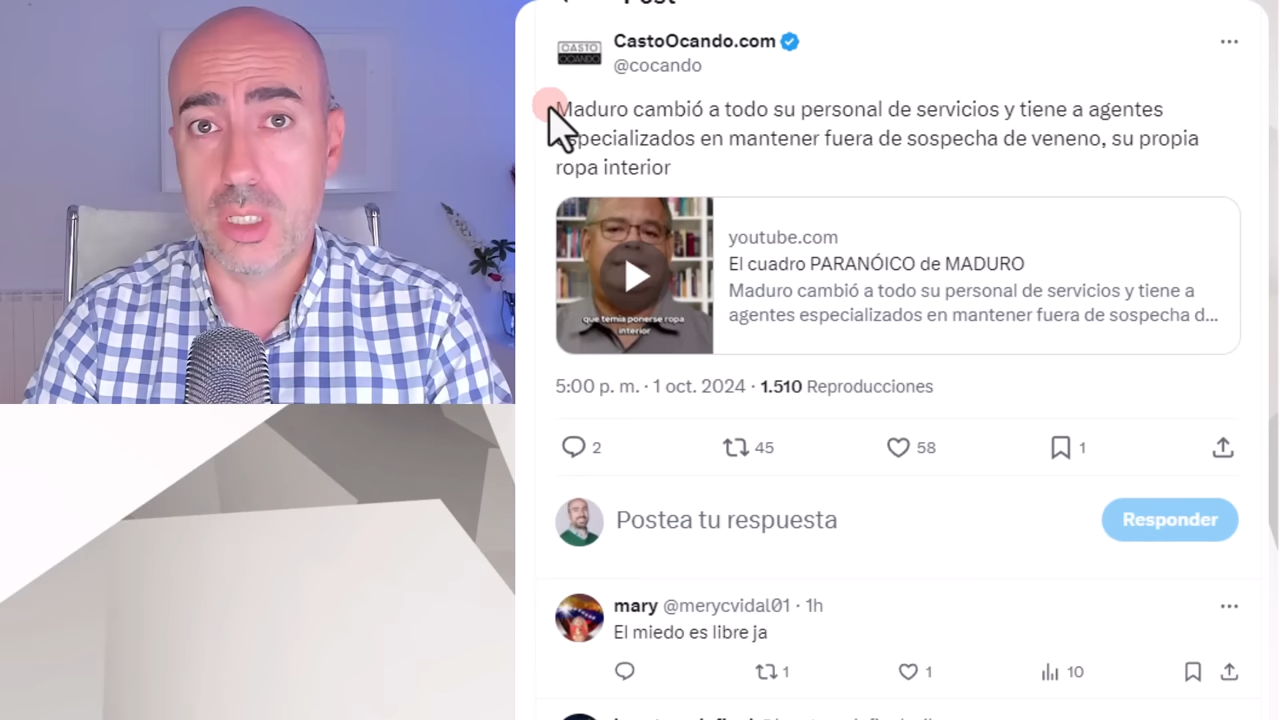 Post
CastoOcando.com
@cocando
CASTO
OCANDO
Maduro cambió a todo su personal de servicios y tiene a agentes
especializados en mantener fuera de sospecha de veneno, su propia
ropa interior
que temía ponerse ropa
interior
youtube.com
El cuadro PARANÓICO de MADURO
Maduro cambió a todo su personal de servicios y tiene a
agentes especializados en mantener fuera de sospecha d...
5:00 p. m. · 1 oct. 2024 · 1.510 Reproducciones
2 45 58 1
Postea tu respuesta
Responder
mary @merycvidal01 · 1h
El miedo es libre ja
1 1 10